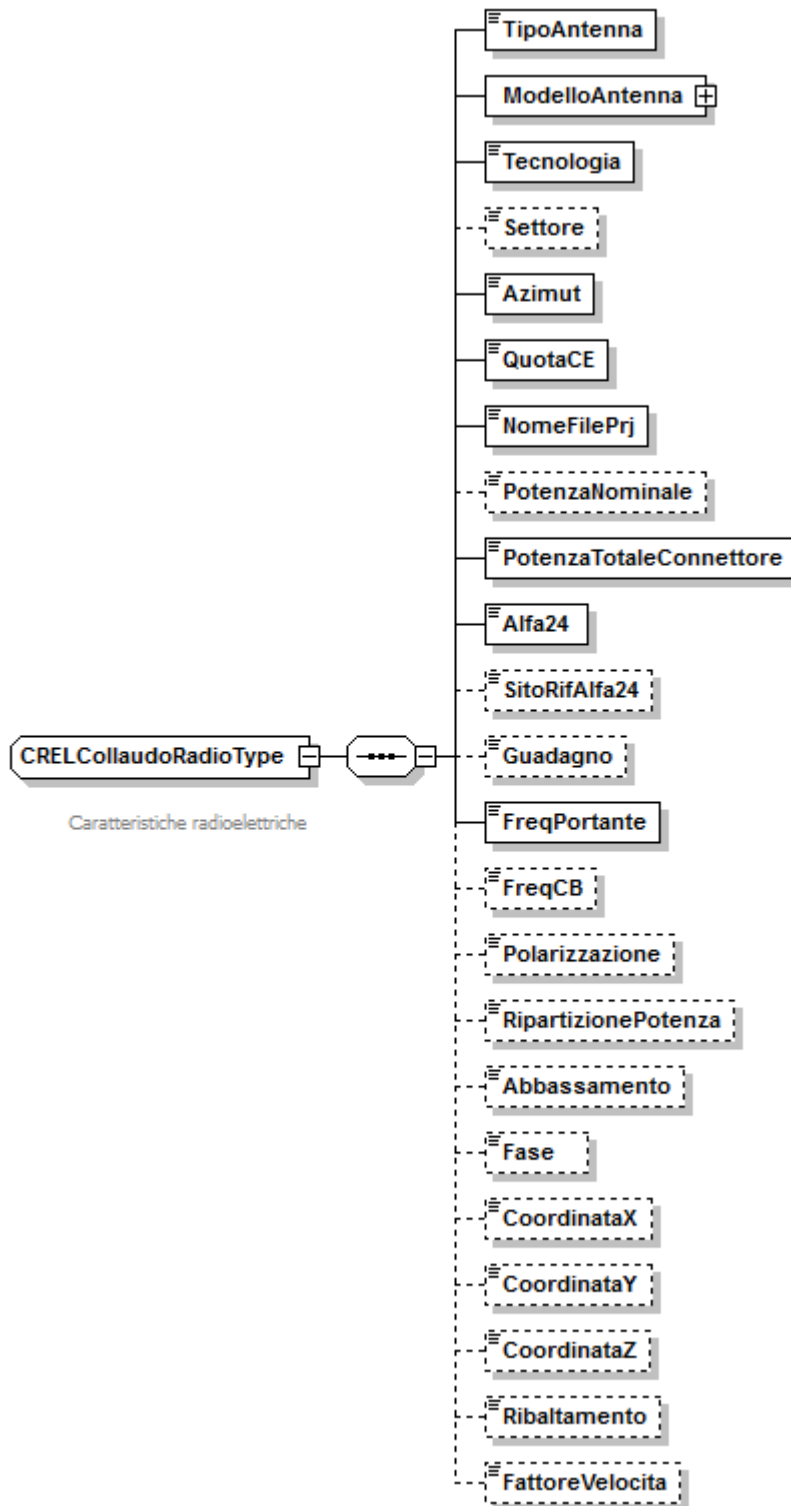 TipoAntenna
ModelloAntenna
Tecnologia
Settore
Azimut
QuotaCE
NomeFilePrj
PotenzaNominale
PotenzaTotaleConnettore
Alfa24
SitoRifAlfa24
CRELCollaudoRadioType
Guadagno
Caratteristiche radioelettriche
FreqPortante
FreqCB
Polarizzazione
RipartizionePotenza
Abbassamento
Fase
CoordinataX
CoordinataY
CoordinataZ
Ribaltamento
FattoreVelocita